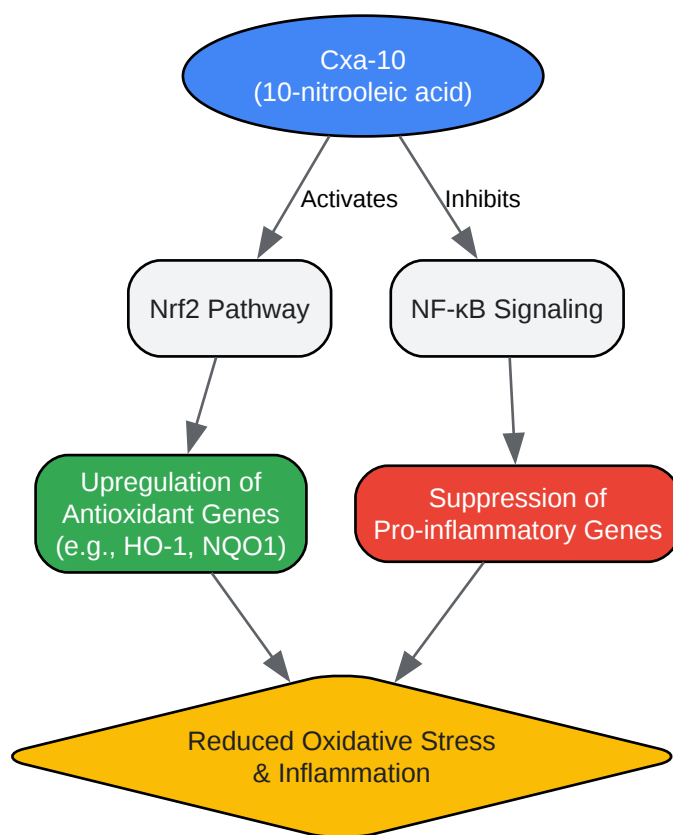 Cxa-10
(10-nitrooleic acid)
Activates
Inhibits
Nrf2 Pathway
NF-κB Signaling
Upregulation of
Antioxidant Genes
(e.g., HO-1, NQO1)
Suppression of
Pro-inflammatory Genes
Reduced Oxidative Stress
& Inflammation